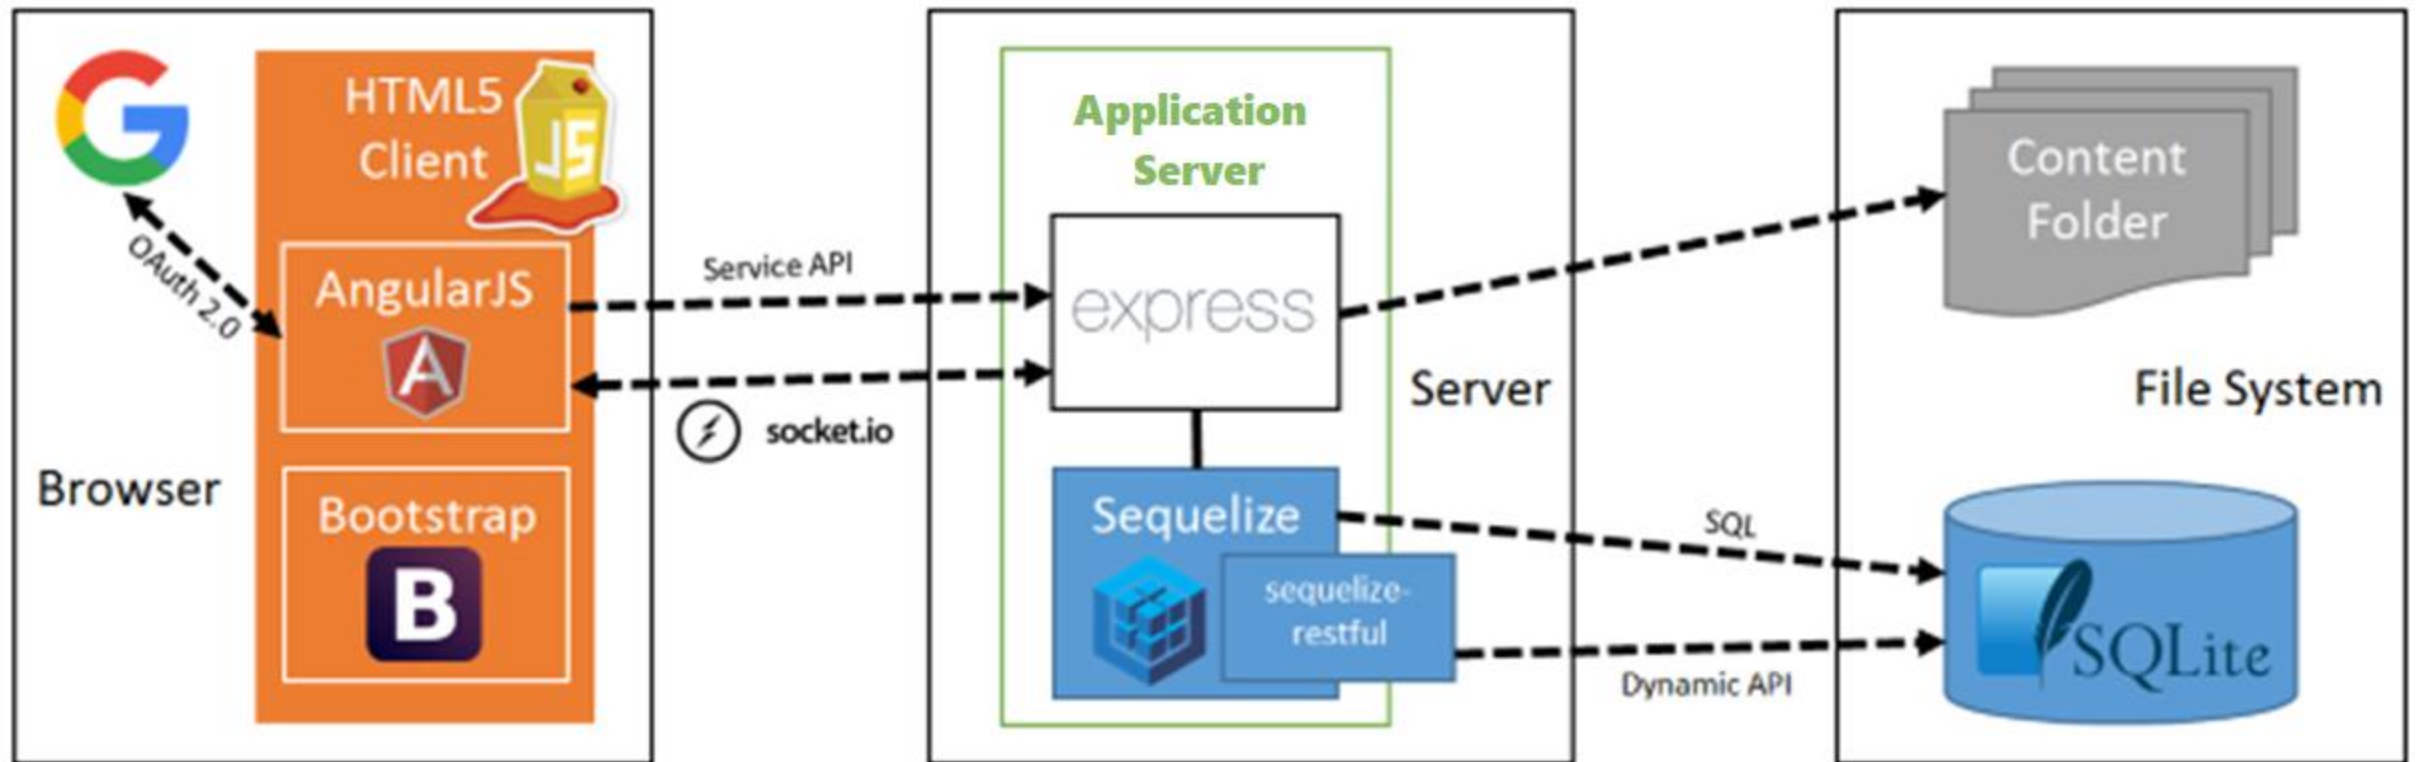 HTML5
Client
JS
OAuth 2.0
AngularJS
A
Browser
Bootstrap
B
Service API
socket.io
Application
Server
express
Server
Sequelize
sequelize-
restful
SQL
Dynamic API
Content
Folder
File System
SQLite